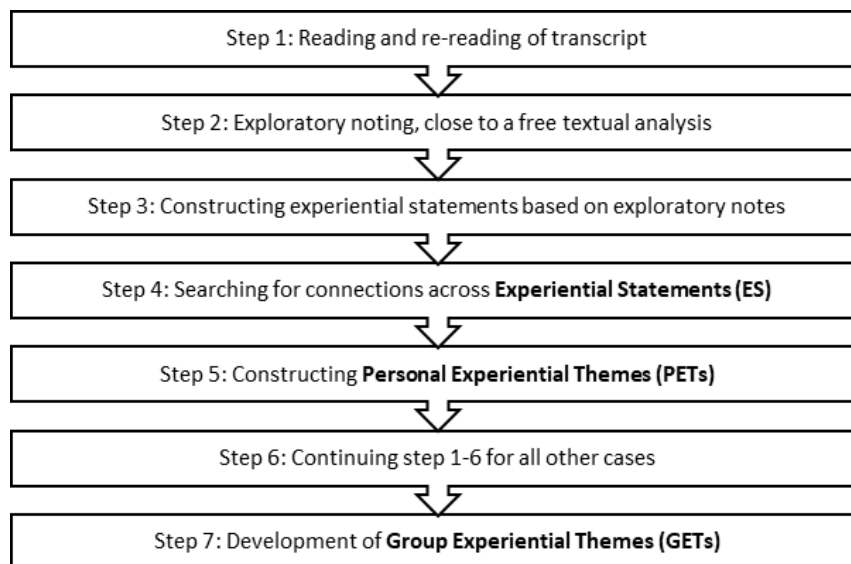 Step 1: Reading and re-reading of transcript
Step 2: Exploratory noting, close to a free textual analysis
Step 3: Constructing experiential statements based on exploratory notes
Step 4: Searching for connections across Experiential Statements (ES)
Step 5: Constructing Personal Experiential Themes (PETs)
Step 6: Continuing step 1-6 for all other cases
Step 7: Development of Group Experiential Themes (GETs)